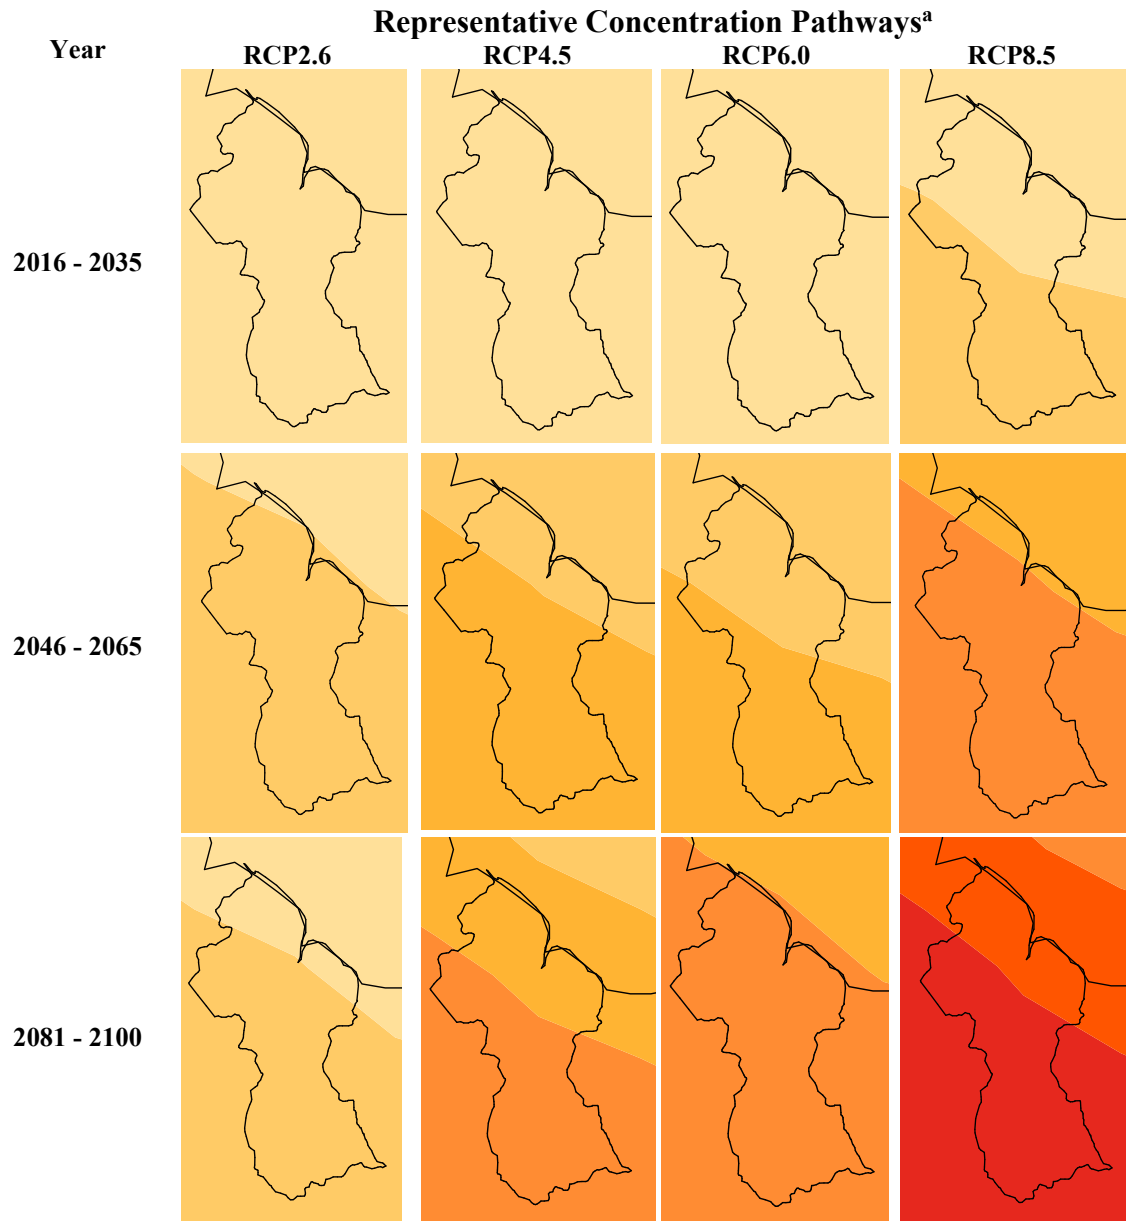 Representative Concentration Pathwaysᵃ
Year
RCP2.6 RCP4.5 RCP6.0 RCP8.5
2016 - 2035
2046 - 2065
2081 - 2100